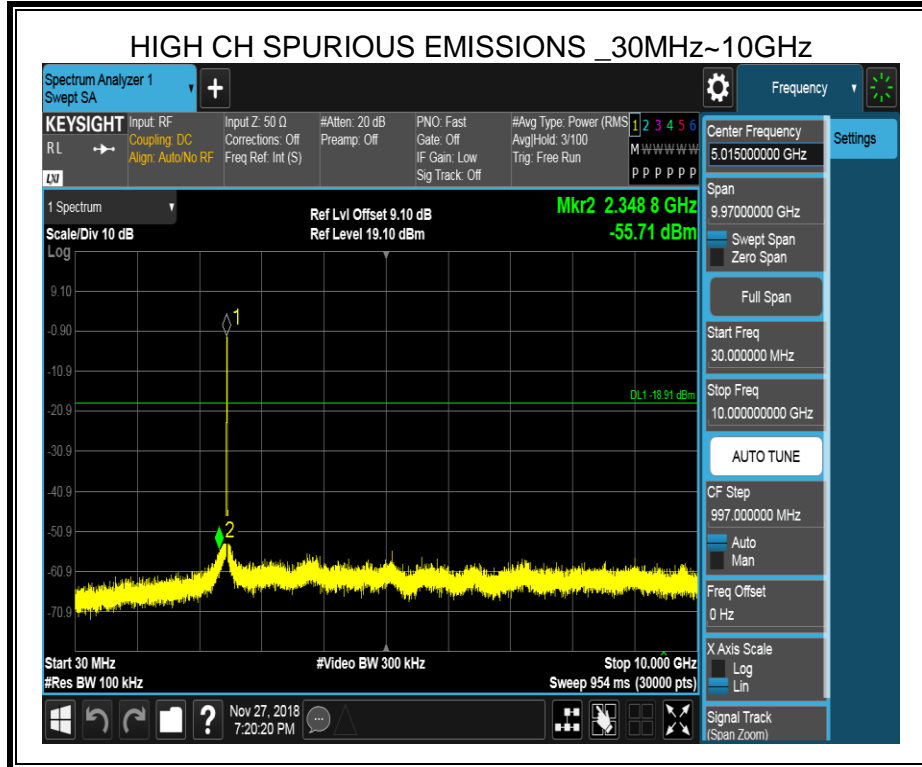 HIGH CH SPURIOUS EMISSIONS _30MHz~10GHz
Spectrum Analyzer 1
Swept SA
+
Frequency
KEYSIGHT
RL
LXI
Input: RF
Coupling: DC
Align: Auto/No RF
Input Z: 50 Ω
Corrections: Off
Freq Ref: Int (S)
#Atten: 20 dB
Preamp: Off
PNO: Fast
Gate: Off
IF Gain: Low
Sig Track: Off
#Avg Type: Power (RMS
Avg|Hold: 3/100
Trig: Free Run
1 2 3 4 5 6
M W W W W W
P P P P P P
1 Spectrum
Scale/Div 10 dB
Log
Ref Lvl Offset 9.10 dB
Ref Level 19.10 dBm
Mkr2 2.348 8 GHz
-55.71 dBm
9.10
-0.90
-10.9
-20.9
-30.9
-40.9
-50.9
-60.9
-70.9
1
2
DL1 -18.91 dBm
Start 30 MHz
#Res BW 100 kHz
#Video BW 300 kHz
Stop 10.000 GHz
Sweep 954 ms (30000 pts)
Center Frequency
5.015000000 GHz
Settings
Span
9.97000000 GHz
Swept Span
Zero Span
Full Span
Start Freq
30.000000 MHz
Stop Freq
10.000000000 GHz
AUTO TUNE
CF Step
997.000000 MHz
Auto
Man
Freq Offset
0 Hz
X Axis Scale
Log
Lin
Signal Track
(Span Zoom)
?
Nov 27, 2018
7:20:20 PM